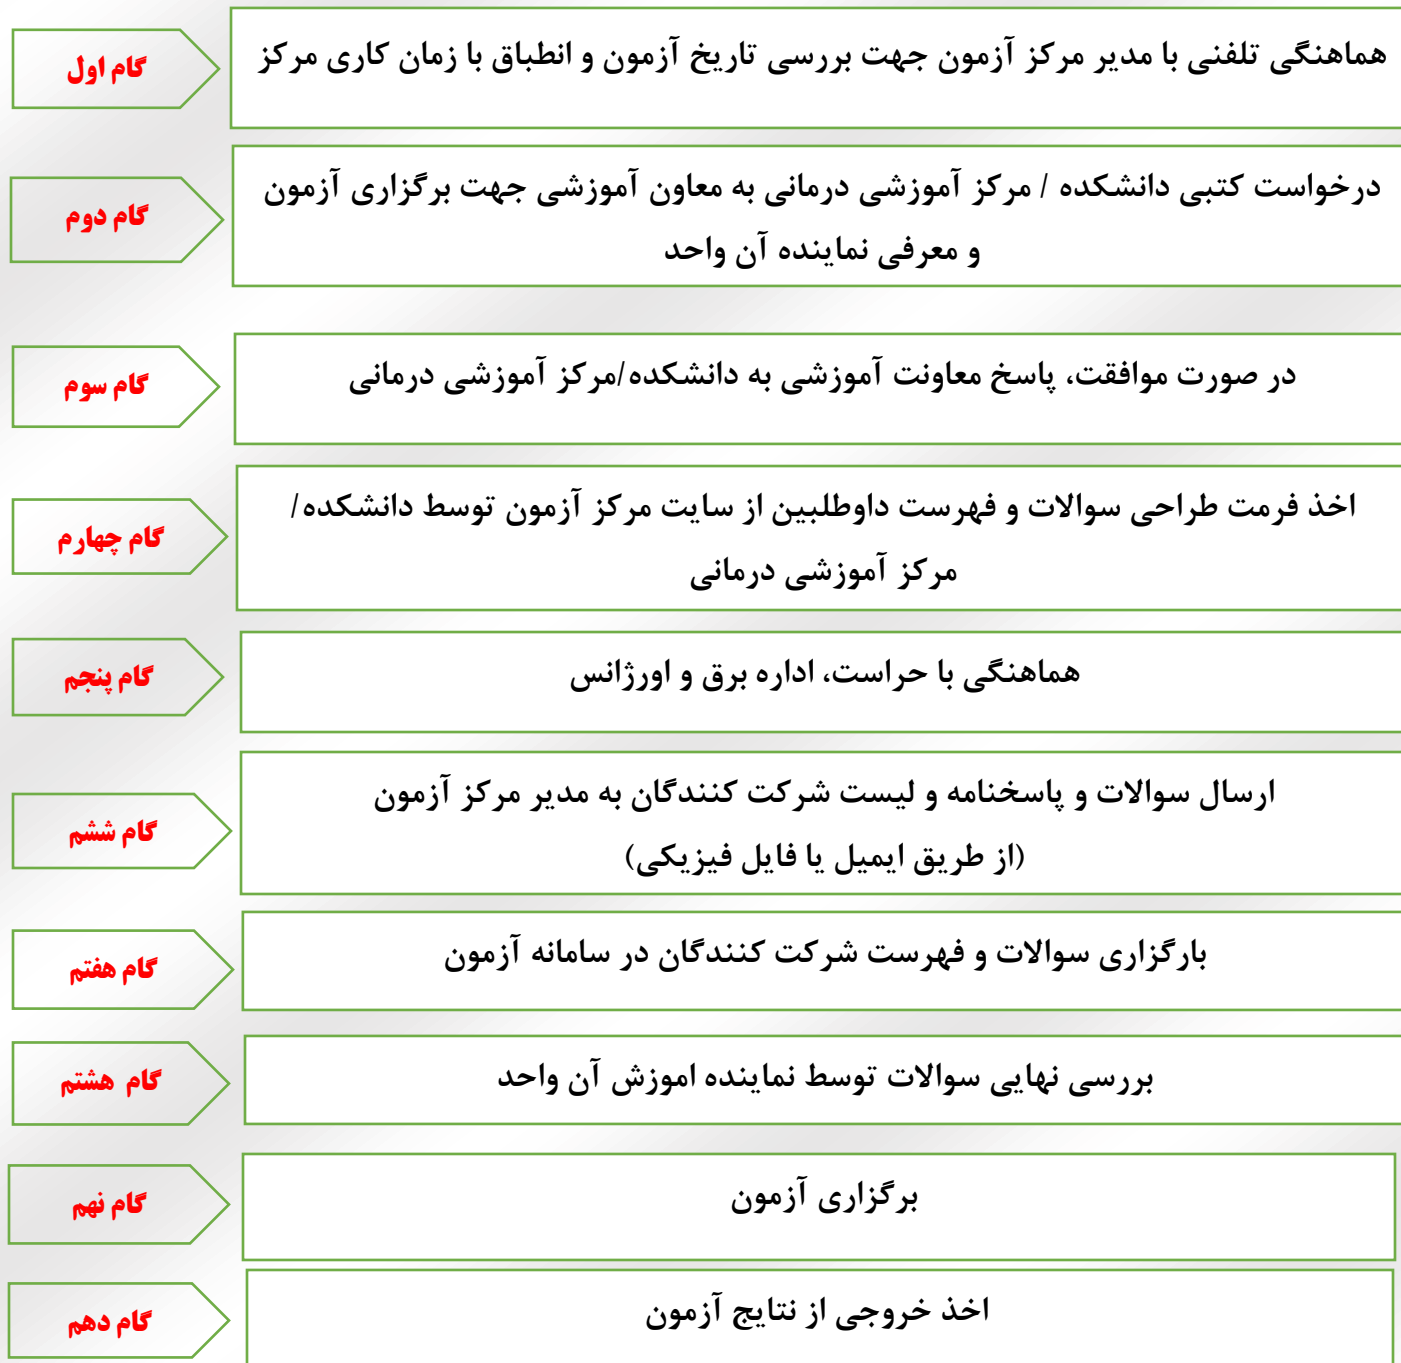 گام اول
هماهنگی تلفنی با مدیر مرکز آزمون جهت بررسی تاریخ آزمون و انطباق با زمان کاری مرکز
گام دوم
درخواست کتبی دانشکده / مرکز آموزشی درمانی به معاون آموزشی جهت برگزاری آزمون
و معرفی نماینده آن واحد
گام سوم
در صورت موافقت، پاسخ معاونت آموزشی به دانشکده/مرکز آموزشی درمانی
گام چهارم
اخذ فرمت طراحی سوالات و فهرست داوطلبین از سایت مرکز آزمون توسط دانشکده/
مرکز آموزشی درمانی
گام پنجم
هماهنگی با حراست، اداره برق و اورژانس
گام ششم
ارسال سوالات و پاسخنامه و لیست شرکت کنندگان به مدیر مرکز آزمون
(از طریق ایمیل یا فایل فیزیکی)
گام هفتم
بارگزاری سوالات و فهرست شرکت کنندگان در سامانه آزمون
گام هشتم
بررسی نهایی سوالات توسط نماینده اموزش آن واحد
گام نهم
برگزاری آزمون
گام دهم
اخذ خروجی از نتایج آزمون